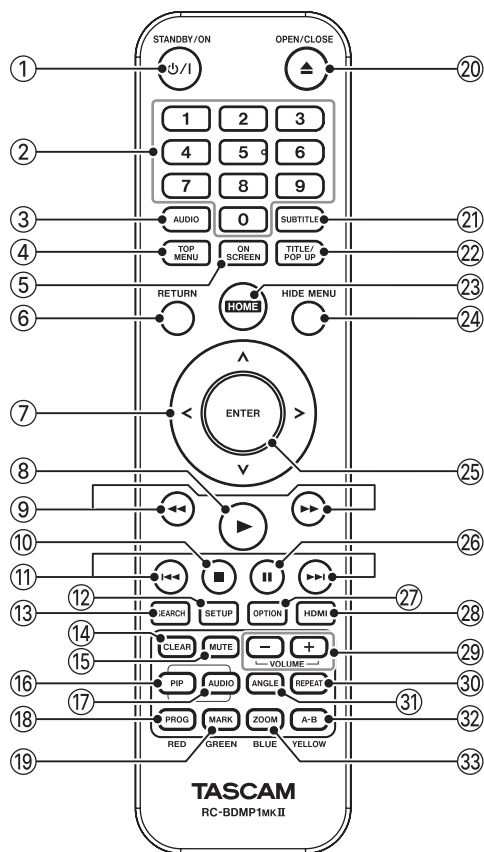 STANDBY/ON OPEN/CLOSE
① ⏻/I ⏏ ⑳
1 2 3
② 4 5 6
7 8 9
③ AUDIO 0 SUBTITLE ㉑
④ TOP MENU ON SCREEN TITLE/POP UP ㉒
⑤ ㉓
RETURN HOME HIDE MENU
⑥ ㉔
⑦ ENTER
⑧ ㉕
⑨
⑩ ㉖
⑪
⑫ ㉗
⑬ SEARCH SETUP OPTION HDMI ㉘
⑭ CLEAR MUTE − + ㉙
⑮ VOLUME
⑯ PIP AUDIO ANGLE REPEAT ㉚
⑰ ㉛
⑱ PROG MARK ZOOM A-B ㉜
RED GREEN BLUE YELLOW
⑲ ㉝
TASCAM
RC-BDMP1MKII